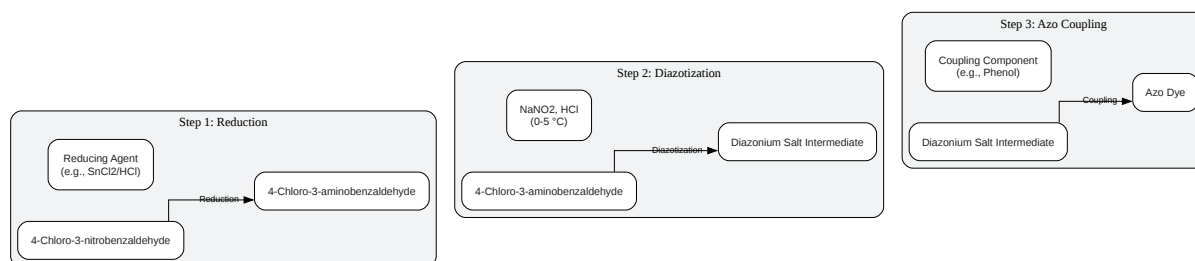 Step 1: Reduction
Reducing Agent
(e.g., SnCl2/HCl)
4-Chloro-3-aminobenzaldehyde
Reduction
4-Chloro-3-nitrobenzaldehyde
Step 2: Diazotization
NaNO2, HCl
(0-5 °C)
Diazonium Salt Intermediate
Diazotization
4-Chloro-3-aminobenzaldehyde
Step 3: Azo Coupling
Coupling Component
(e.g., Phenol)
Azo Dye
Coupling
Diazonium Salt Intermediate